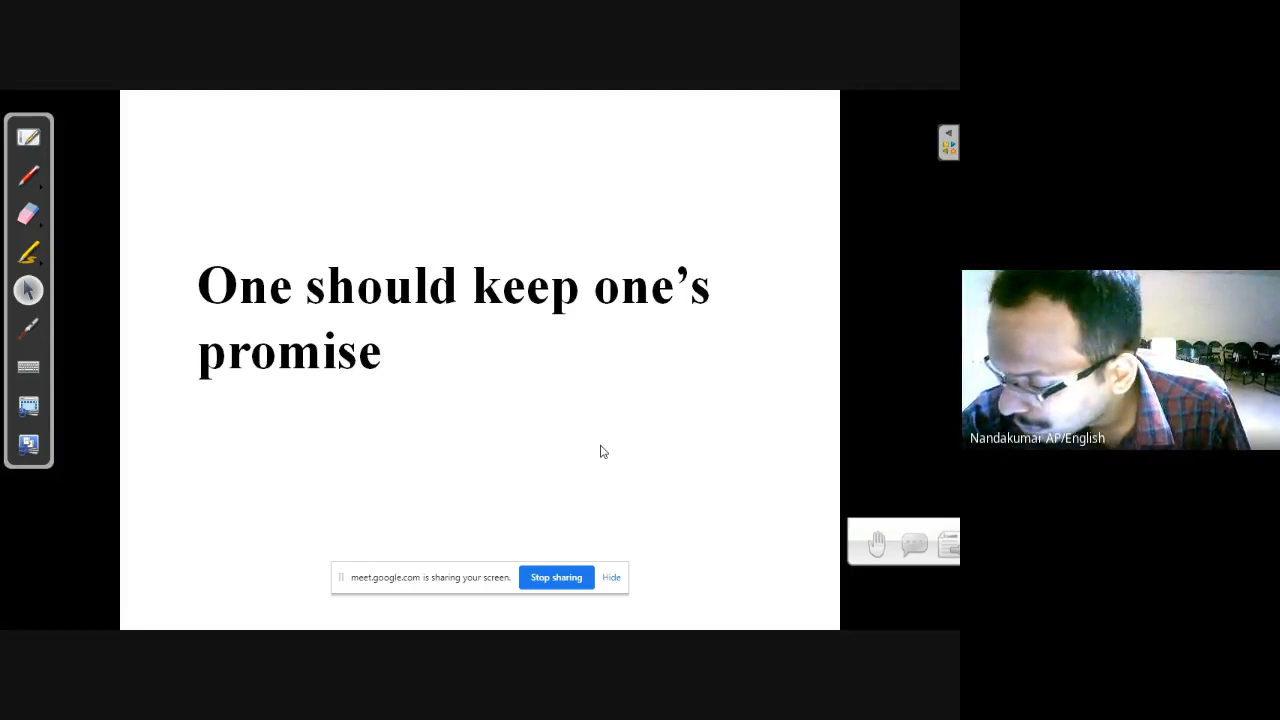 One should keep one’s
promise
Nandakumar AP/English
meet.google.com is sharing your screen.
Stop sharing
Hide